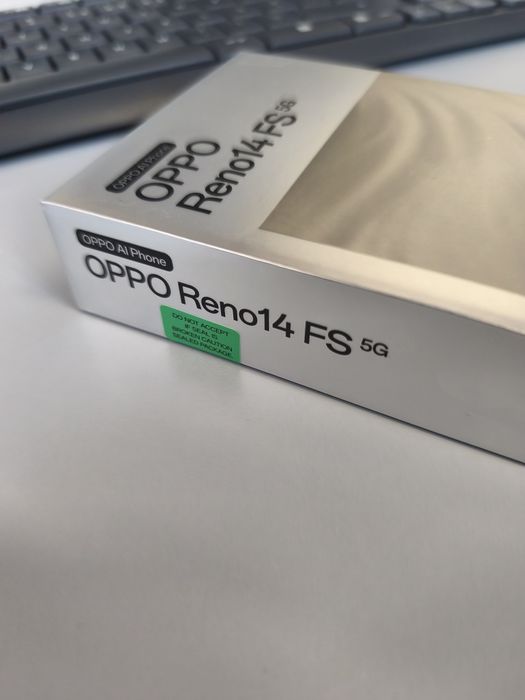 OPPO AI Phone
OPPO
Reno14 FS 5G
OPPO AI Phone
OPPO Reno14 FS 5G
DO NOT ACCEPT
IF SEAL IS
BROKEN CAUTION
SEALED PACKAGE